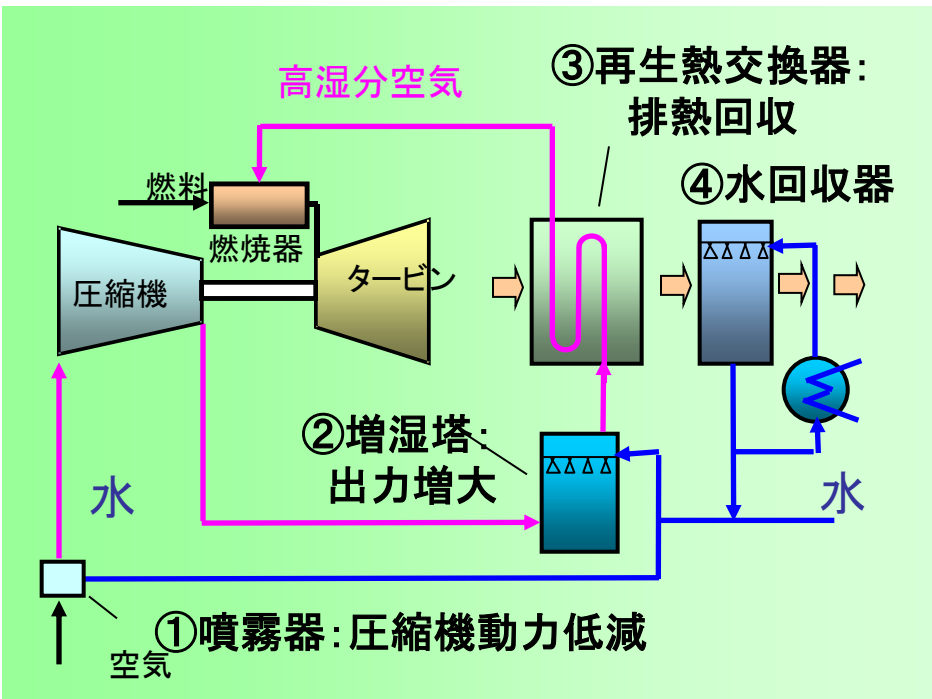 ③再生熱交換器：
排熱回収
高湿分空気
④水回収器
燃料
燃焼器
圧縮機
タービン
②増湿塔：
出力増大
水
水
①噴霧器：圧縮機動力低減
空気